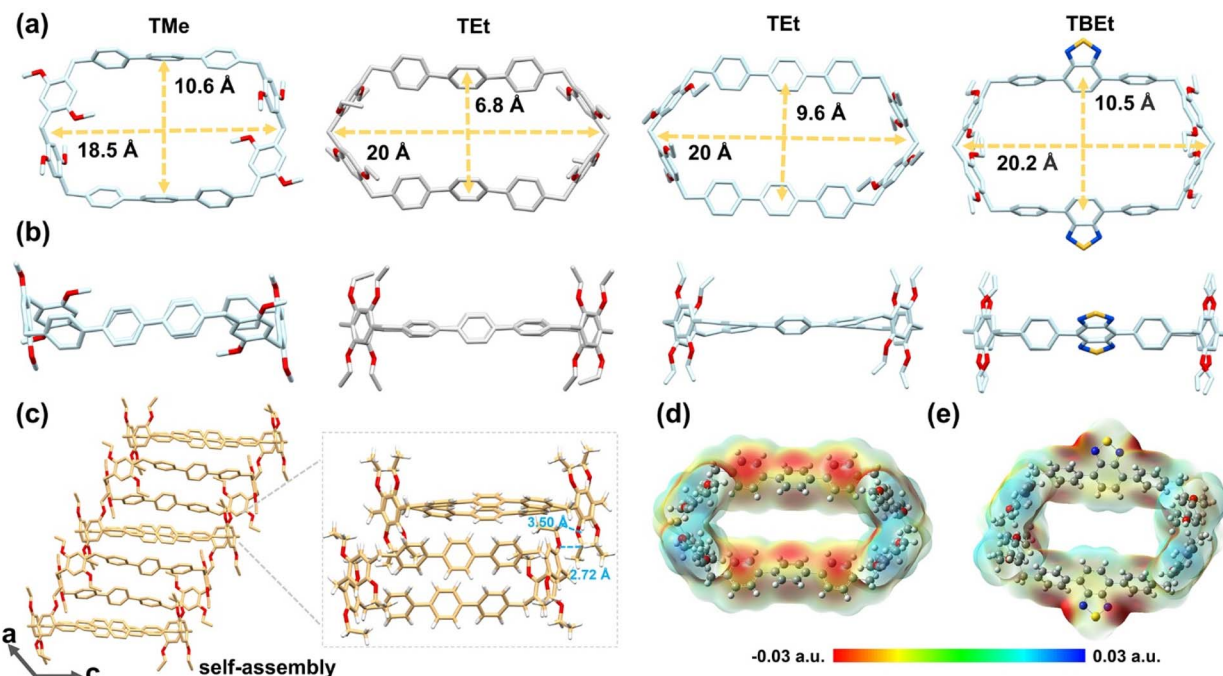 (a)
TMe
TEt
TEt
TBEt
10.6 Å
18.5 Å
6.8 Å
20 Å
9.6 Å
20 Å
10.5 Å
20.2 Å
(b)
(c)
3.50 Å
2.72 Å
a
c
self-assembly
(d)
(e)
-0.03 a.u.
0.03 a.u.